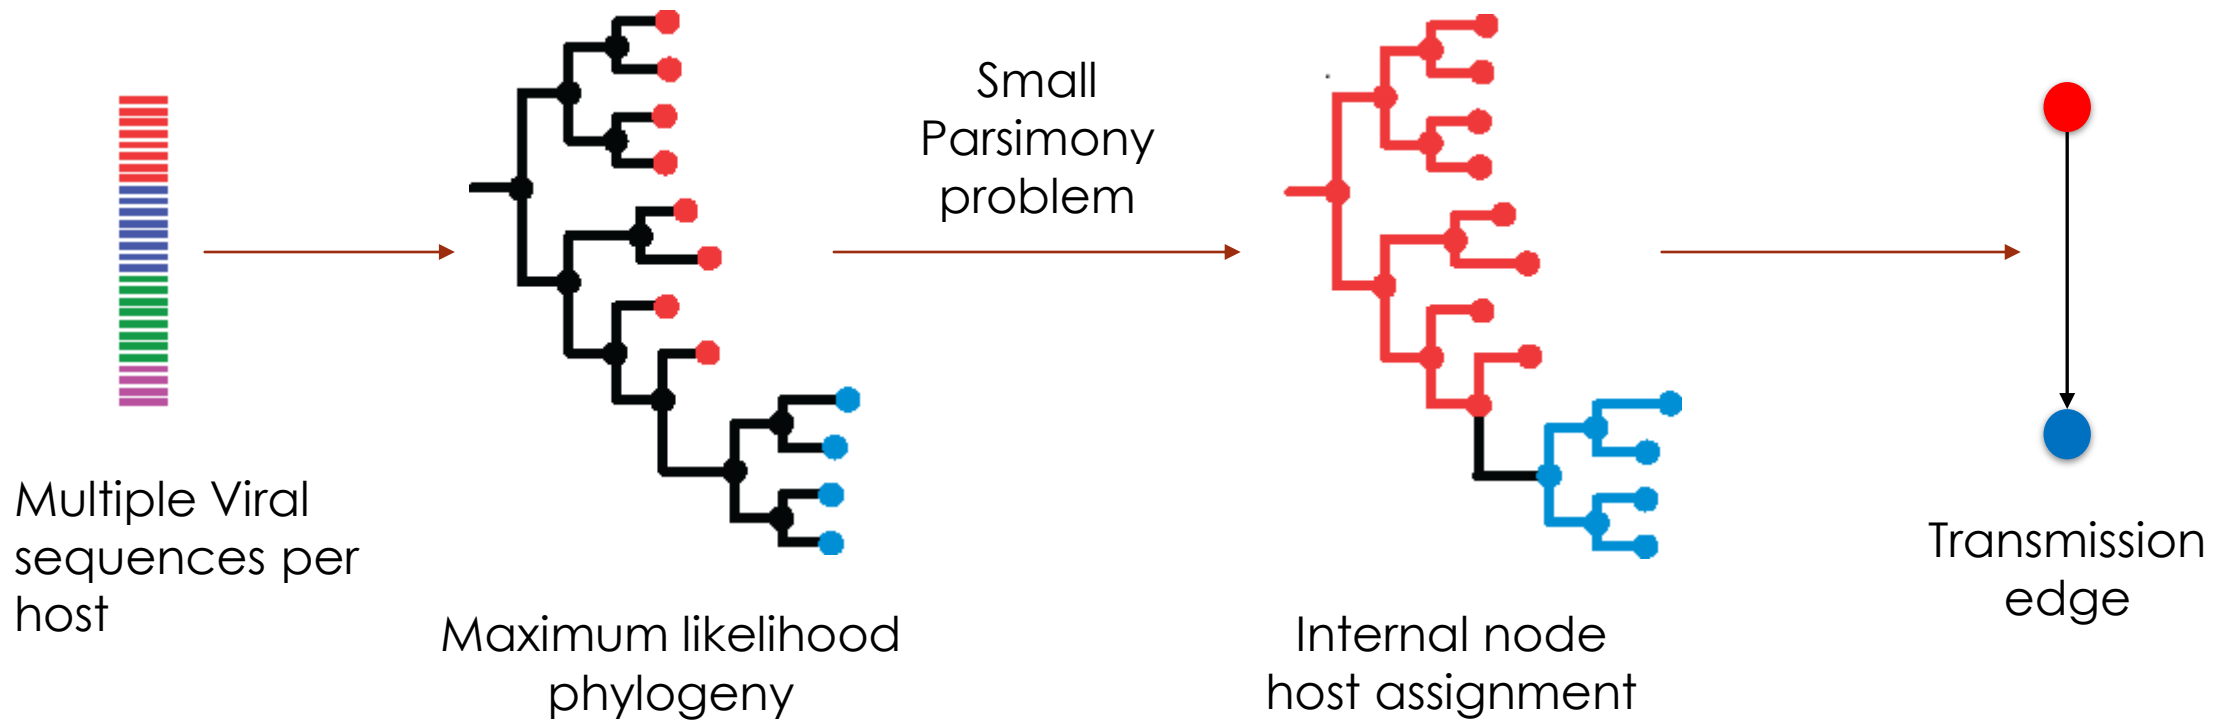 Multiple Viral
sequences per
host
Maximum likelihood
phylogeny
Small
Parsimony
problem
Internal node
host assignment
Transmission
edge